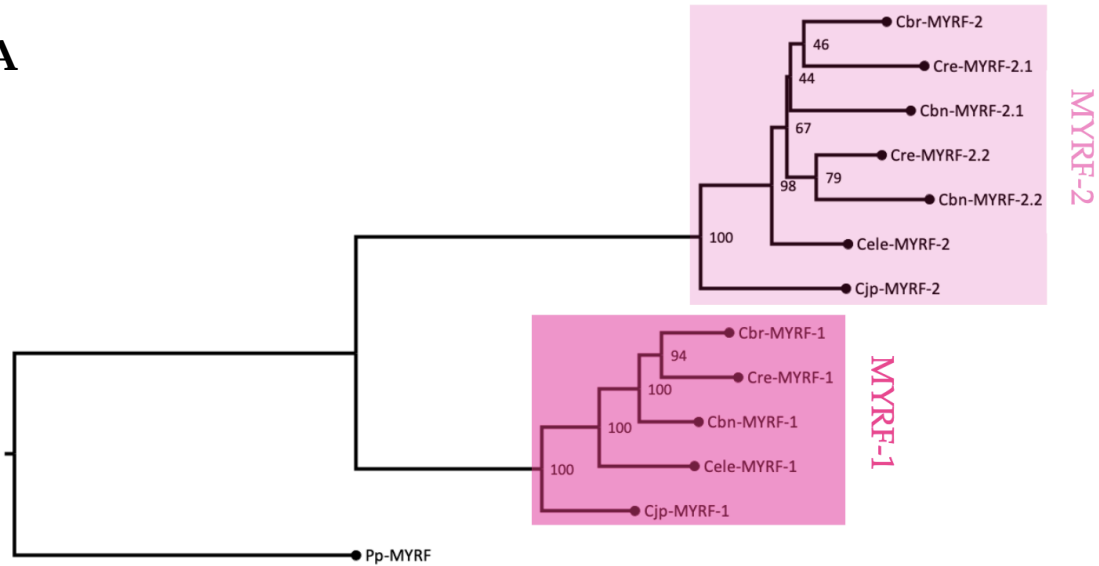 A
Cbr-MYRF-2
46
Cre-MYRF-2.1
44
Cbn-MYRF-2.1
67
Cre-MYRF-2.2
79
98
Cbn-MYRF-2.2
100
Cele-MYRF-2
Cjp-MYRF-2
MYRF-2
Cbr-MYRF-1
94
Cre-MYRF-1
100
Cbn-MYRF-1
100
Cele-MYRF-1
100
Cjp-MYRF-1
MYRF-1
Pp-MYRF